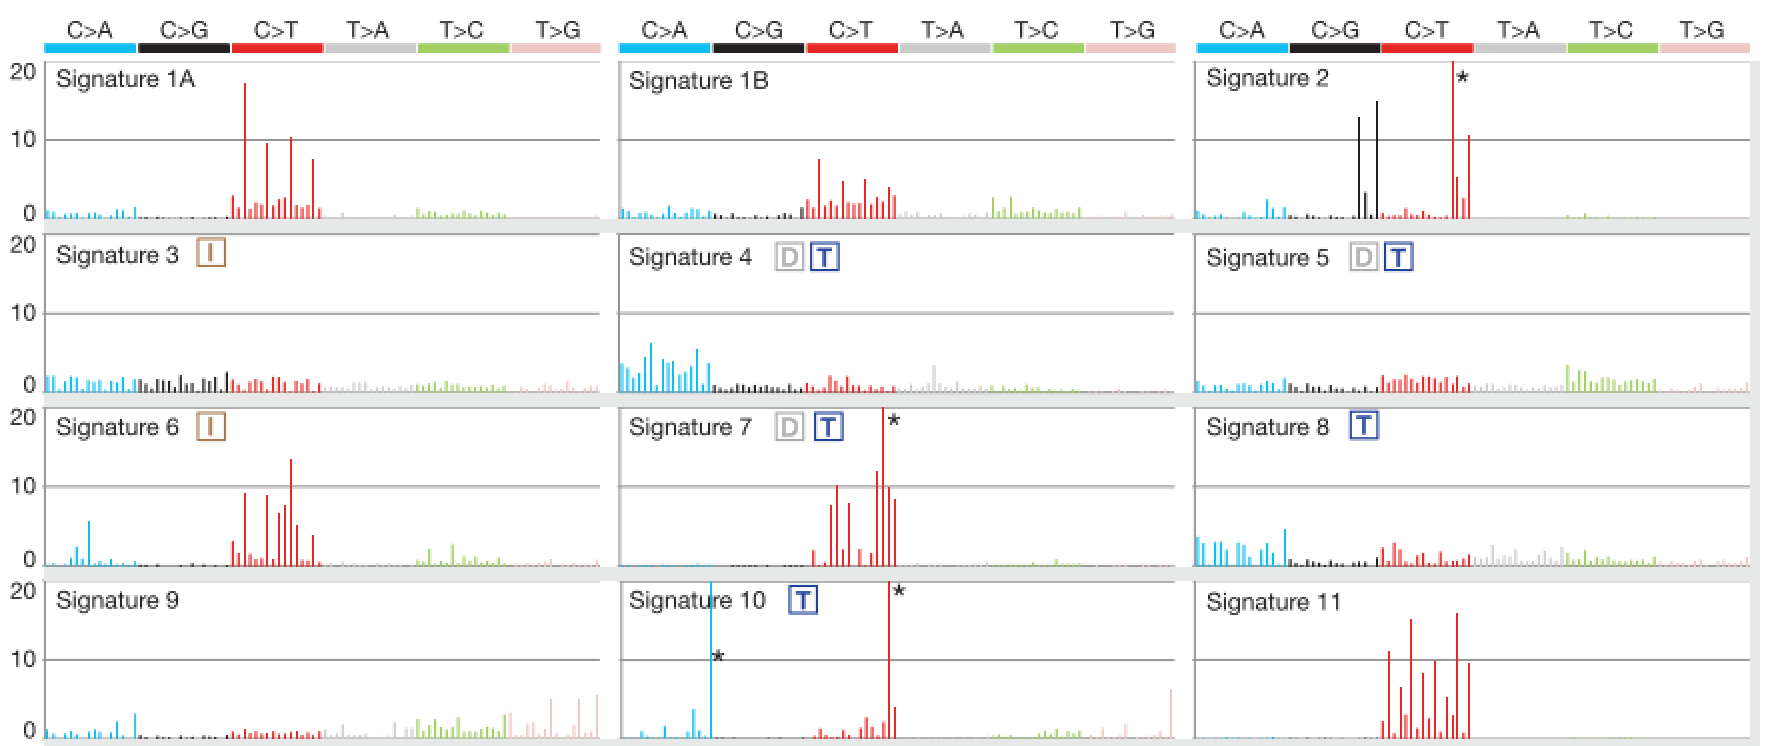 C>A C>G C>T T>A T>C T>G C>A C>G C>T T>A T>C T>G C>A C>G C>T T>A T>C T>G
20 Signature 1A Signature 1B Signature 2 *
10
0
20 Signature 3 I Signature 4 D T Signature 5 D T
10
0
20 Signature 6 I Signature 7 D T * Signature 8 T
10
0
20 Signature 9 Signature 10 T * Signature 11
10 *
0